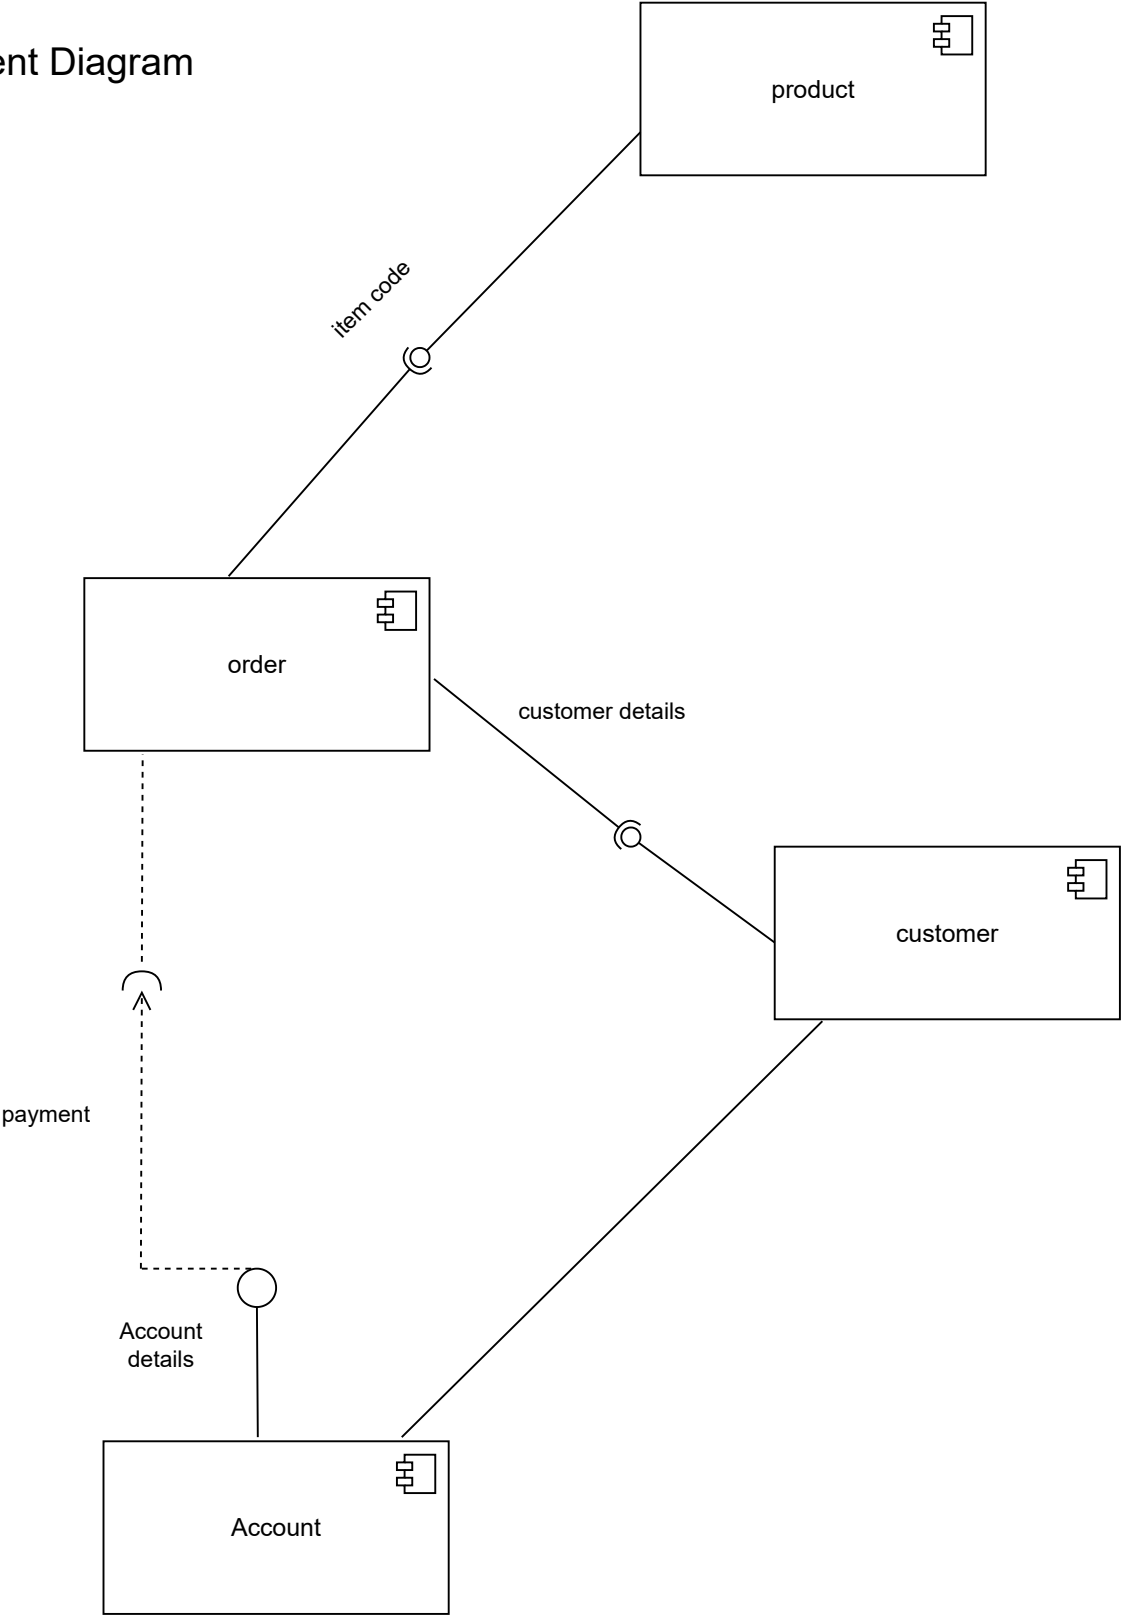 ent Diagram
product
item code
order
customer details
customer
payment
Account
details
Account